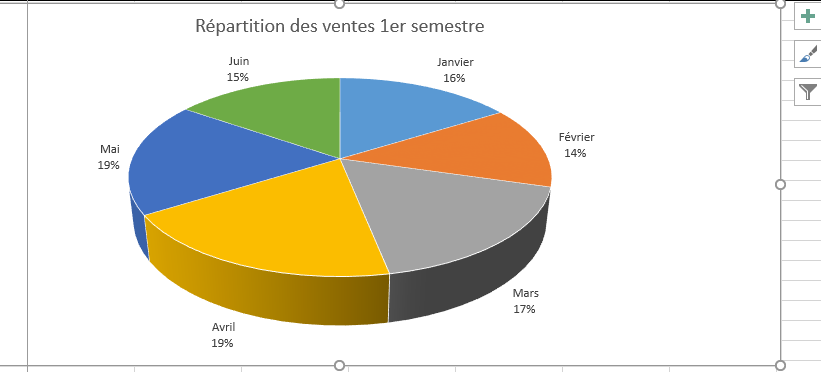 Répartition des ventes 1er semestre
Juin
15%
Janvier
16%
Mai
19%
Février
14%
Mars
17%
Avril
19%